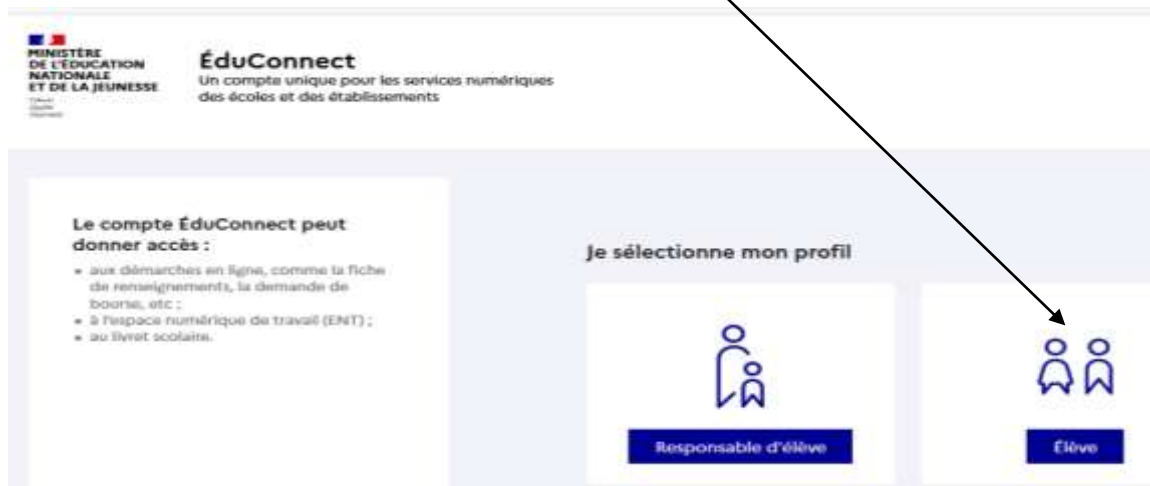 MINISTÈRE
DE L'ÉDUCATION
NATIONALE
ET DE LA JEUNESSE
ÉduConnect
Un compte unique pour les services numériques
des écoles et des établissements
Le compte ÉduConnect peut
donner accès :
• aux démarches en ligne, comme la fiche
de renseignements, la demande de
bourse, etc ;
• à l'espace numérique de travail (ENT) ;
• au livret scolaire.
Je sélectionne mon profil
Responsable d'élève
Élève